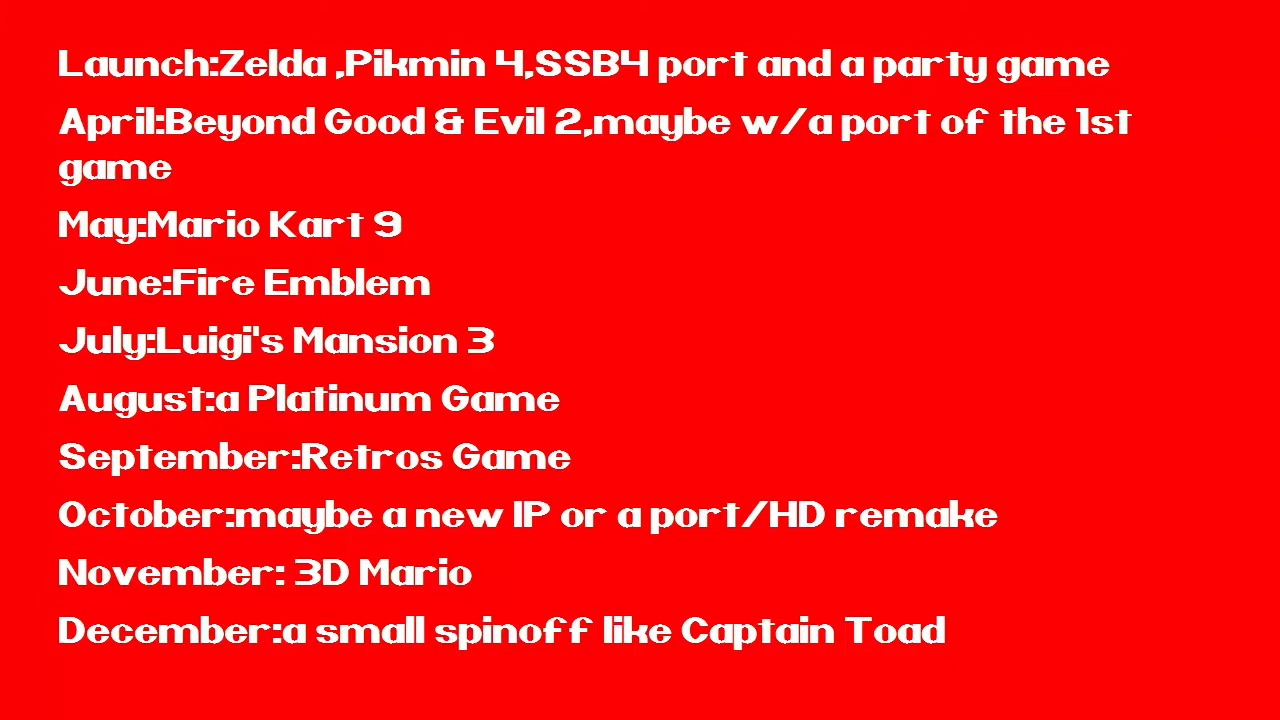 Launch:Zelda ,Pikmin 4,SSB4 port and a party game
April:Beyond Good & Evil 2,maybe w/a port of the 1st
game
May:Mario Kart 9
June:Fire Emblem
July:Luigi's Mansion 3
August:a Platinum Game
September:Retros Game
October:maybe a new IP or a port/HD remake
November: 3D Mario
December:a small spinoff like Captain Toad